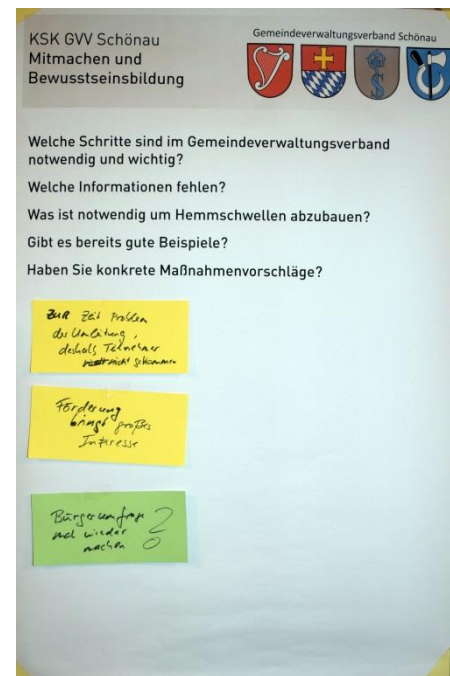 KSK GVV Schönau
Mitmachen und
Bewusstseinsbildung
Gemeindeverwaltungsverband Schönau
Welche Schritte sind im Gemeindeverwaltungsverband
notwendig und wichtig?
Welche Informationen fehlen?
Was ist notwendig um Hemmschwellen abzubauen?
Gibt es bereits gute Beispiele?
Haben Sie konkrete Maßnahmenvorschläge?
Zur Zeit Problem
der Umleitung,
deshalb Teilnehmer
nicht gekommen
Förderung
bringt großes
Interesse
Bürgerumfrage
mal wieder
machen ?